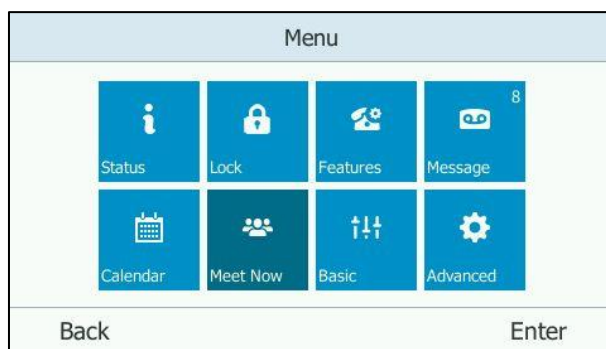 Menu
8
Status Lock Features Message
Calendar Meet Now Basic Advanced
Back Enter